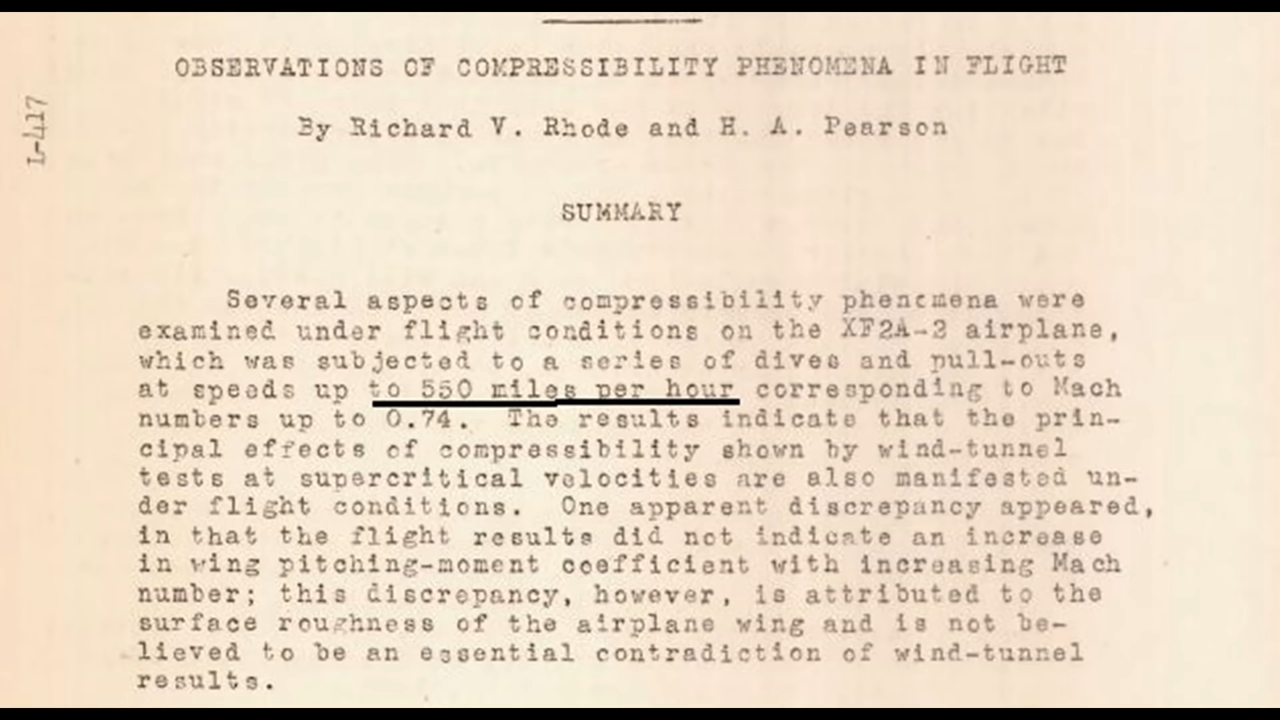 OBSERVATIONS OF COMPRESSIBILITY PHENOMENA IN FLIGHT
By Richard V. Rhode and H. A. Pearson
L-417
SUMMARY
Several aspects of compressibility phenomena were
examined under flight conditions on the XF2A-2 airplane,
which was subjected to a series of dives and pull-outs
at speeds up to 550 miles per hour corresponding to Mach
numbers up to 0.74. The results indicate that the prin-
cipal effects of compressibility shown by wind-tunnel
tests at supercritical velocities are also manifested un-
der flight conditions. One apparent discrepancy appeared,
in that the flight results did not indicate an increase
in wing pitching-moment coefficient with increasing Mach
number; this discrepancy, however, is attributed to the
surface roughness of the airplane wing and is not be-
lieved to be an essential contradiction of wind-tunnel
results.